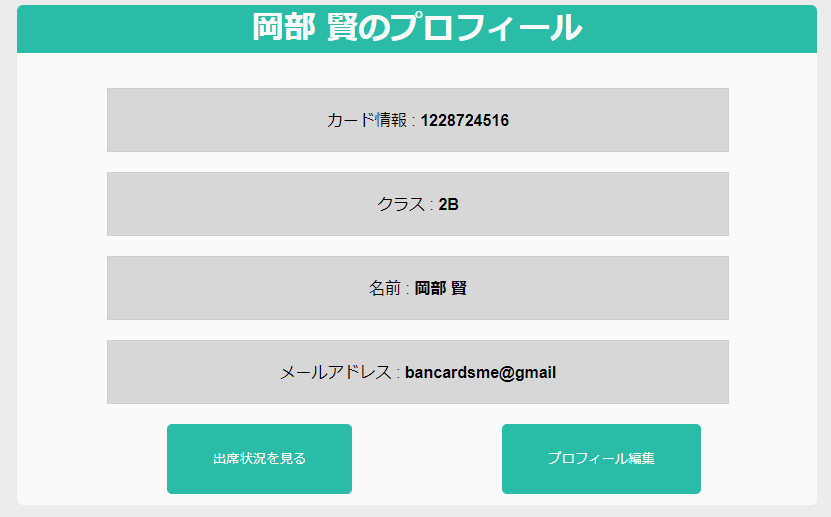 岡部 賢のプロフィール
カード情報 : 1228724516
クラス : 2B
名前 : 岡部 賢
メールアドレス : bancardsme@gmail
出席状況を見る
プロフィール編集